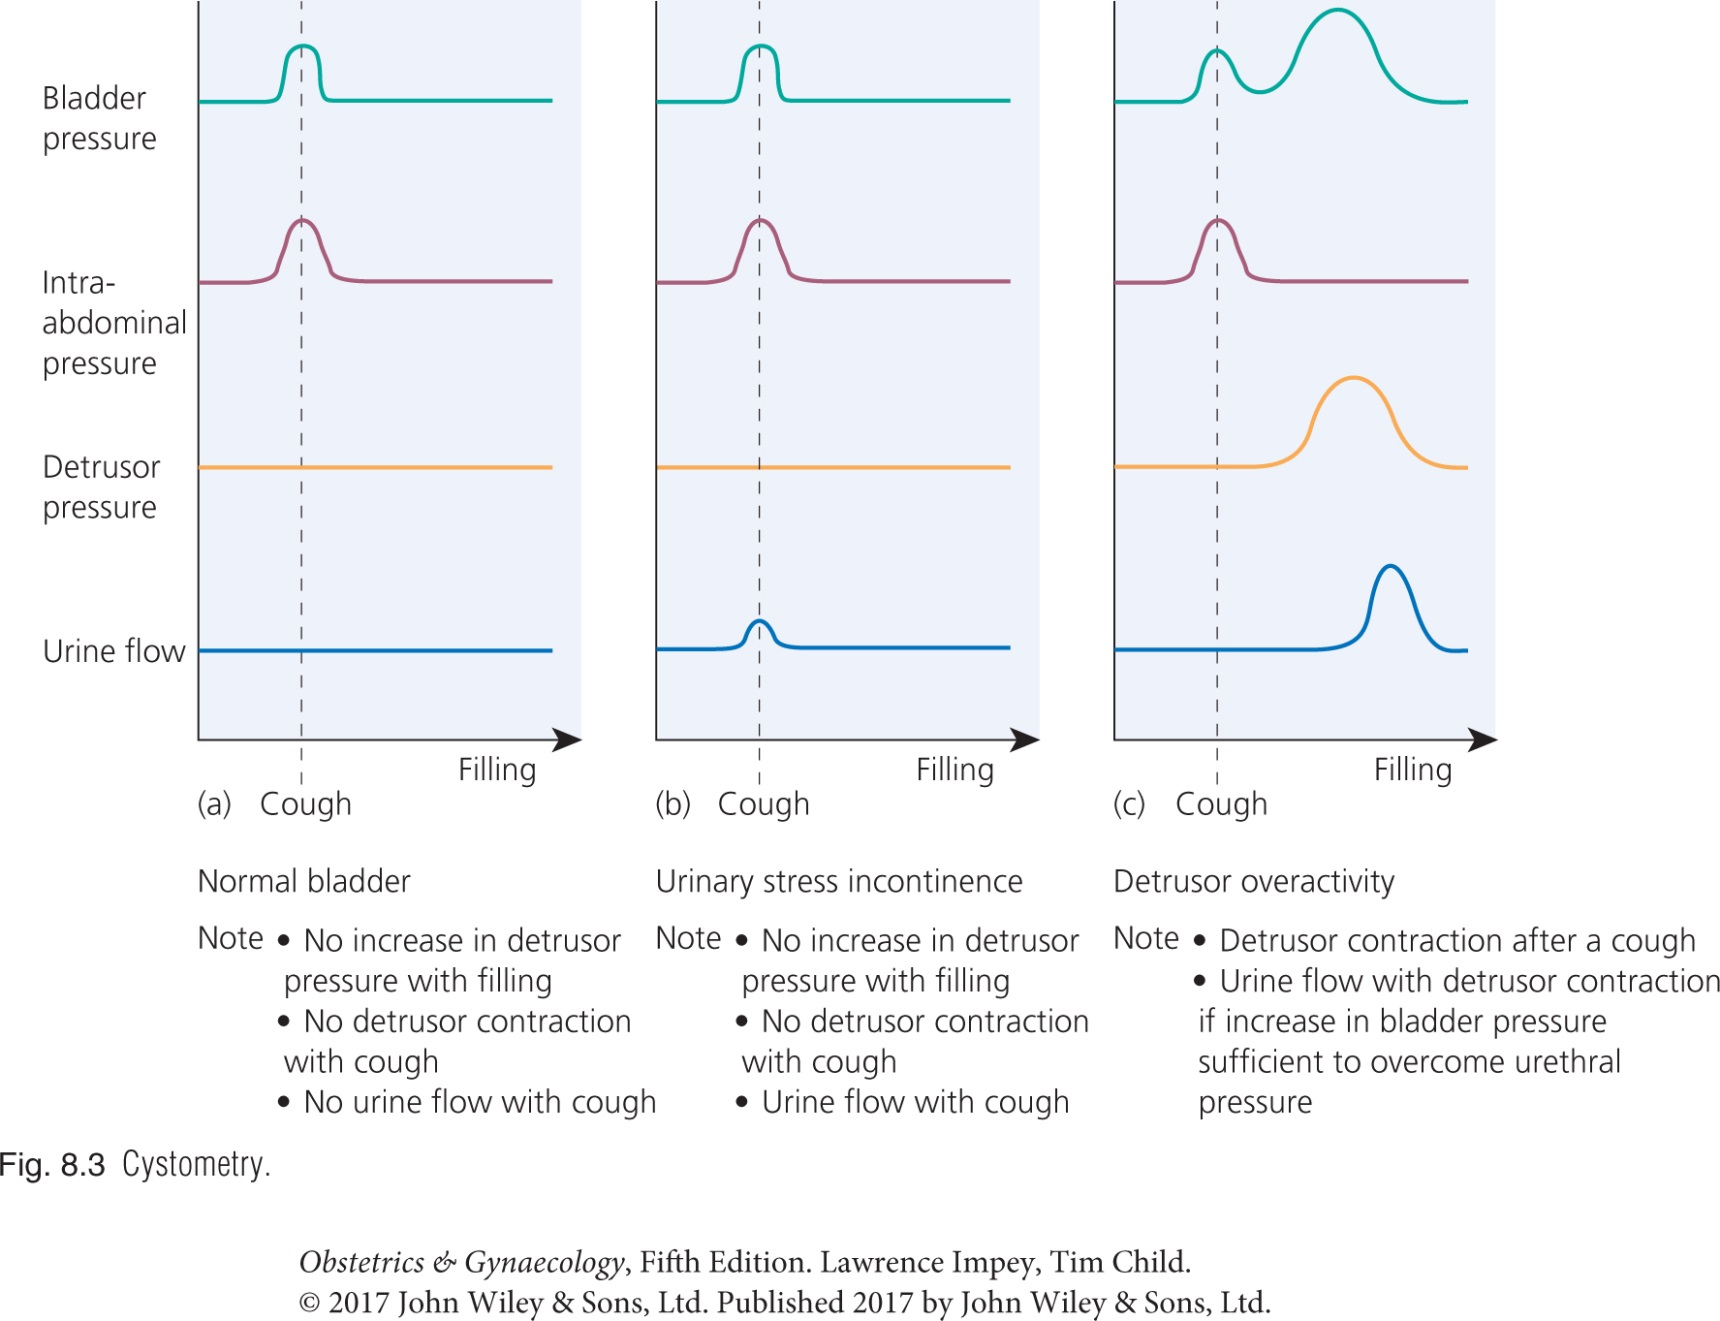 Bladder
pressure
Intra-
abdominal
pressure
Detrusor
pressure
Urine flow
Filling
(a) Cough
Normal bladder
Note • No increase in detrusor
pressure with filling
• No detrusor contraction
with cough
• No urine flow with cough
Filling
(b) Cough
Urinary stress incontinence
Note • No increase in detrusor
pressure with filling
• No detrusor contraction
with cough
• Urine flow with cough
Filling
(c) Cough
Detrusor overactivity
Note • Detrusor contraction after a cough
• Urine flow with detrusor contraction
if increase in bladder pressure
sufficient to overcome urethral
pressure
Fig. 8.3 Cystometry.
Obstetrics & Gynaecology, Fifth Edition. Lawrence Impey, Tim Child.
© 2017 John Wiley & Sons, Ltd. Published 2017 by John Wiley & Sons, Ltd.